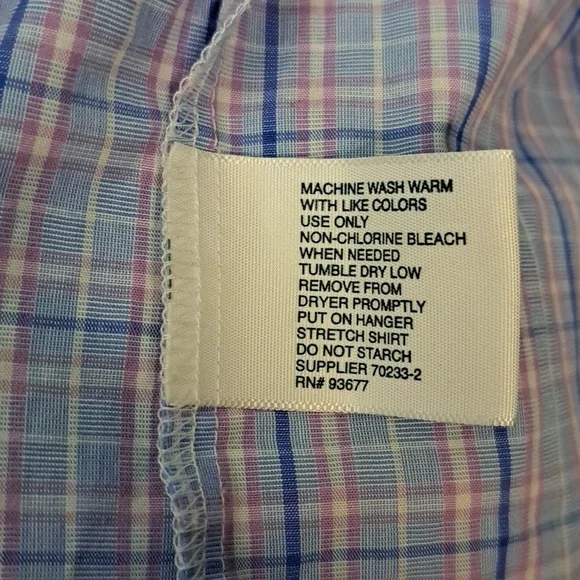 MACHINE WASH WARM
WITH LIKE COLORS
USE ONLY
NON-CHLORINE BLEACH
WHEN NEEDED
TUMBLE DRY LOW
REMOVE FROM
DRYER PROMPTLY
PUT ON HANGER
STRETCH SHIRT
DO NOT STARCH
SUPPLIER 70233-2
RN# 93677